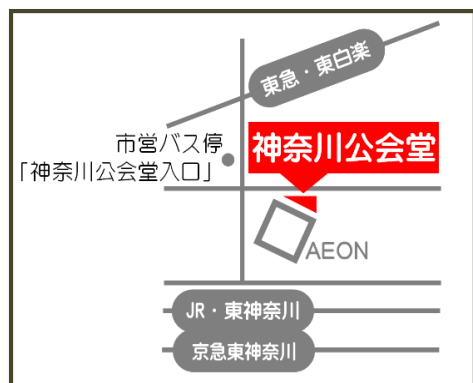 東急・東白楽
市営バス停
「神奈川公会堂入口」
神奈川公会堂
AEON
JR・東神奈川
京急東神奈川